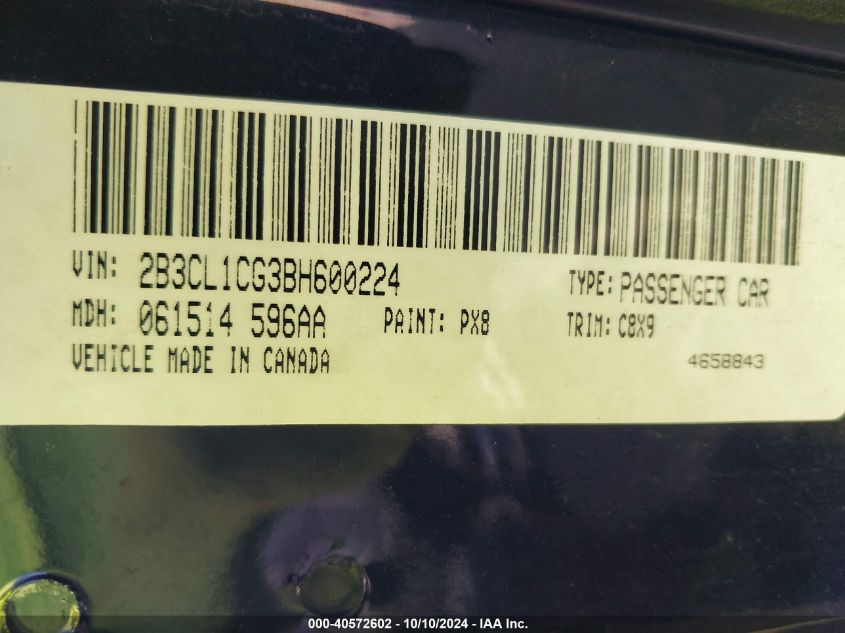 VIN: 2B3CL1CG3BH600224 TYPE: PASSENGER CAR
MDH: 061514 596AA PAINT: PX8 TRIM: C8X9
VEHICLE MADE IN CANADA 4658843
000-40572602 - 10/10/2024 - IAA Inc.